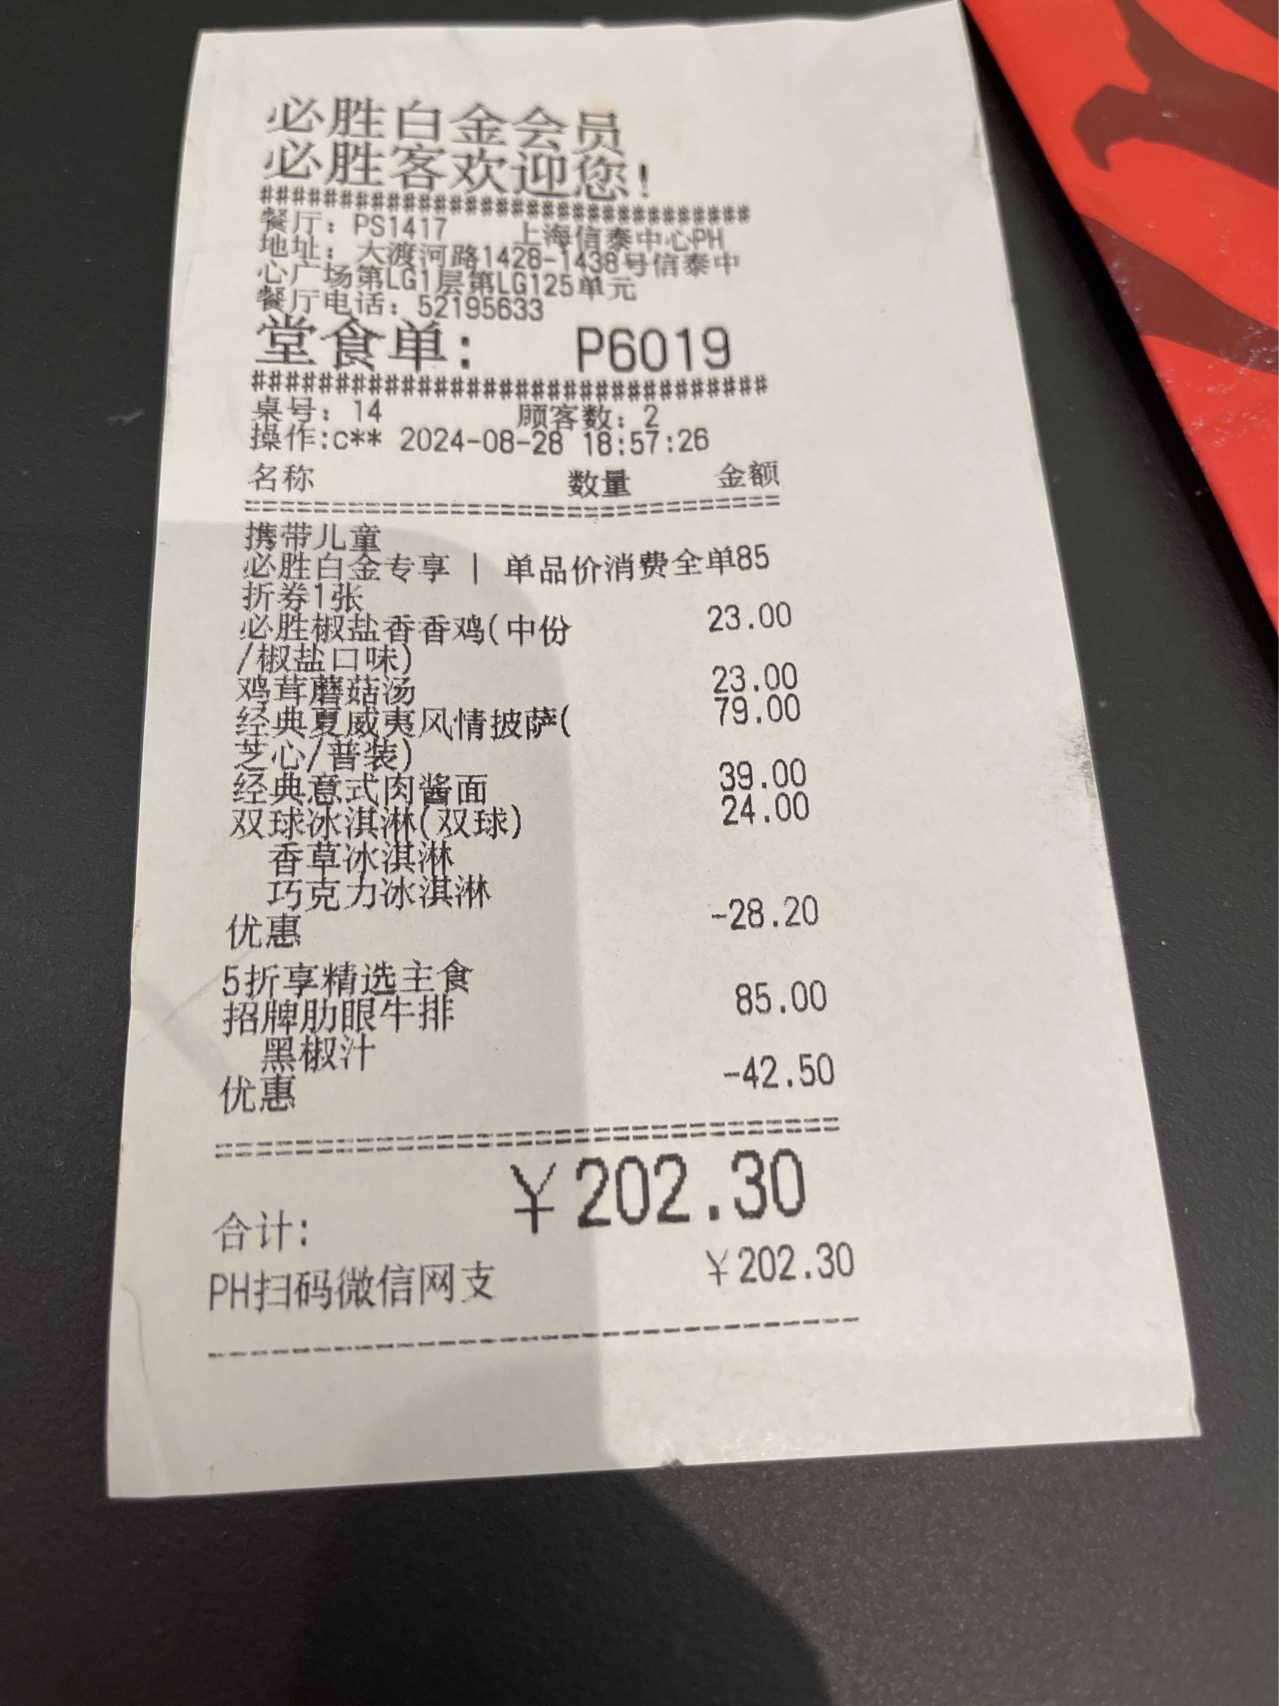 必胜白金会员
必胜客欢迎您!
##############################
餐厅: PS1417 上海信泰中心PH
地址: 大渡河路1428-1438号信泰中
心广场第LG1层第LG125单元
餐厅电话: 52195633
堂食单: P6019
##############################
桌号: 14 顾客数: 2
操作:c** 2024-08-28 18:57:26
名称 数量 金额
==============================
携带儿童
必胜白金专享 | 单品价消费全单85
折券1张
必胜椒盐香香鸡(中份 23.00
/椒盐口味)
鸡茸蘑菇汤 23.00
经典夏威夷风情披萨( 79.00
芝心/普装)
经典意式肉酱面 39.00
双球冰淇淋(双球) 24.00
香草冰淇淋
巧克力冰淇淋
优惠 -28.20
5折享精选主食
招牌肋眼牛排 85.00
黑椒汁
优惠 -42.50
==============================
合计: ¥202.30
PH扫码微信网支 ¥202.30
------------------------------